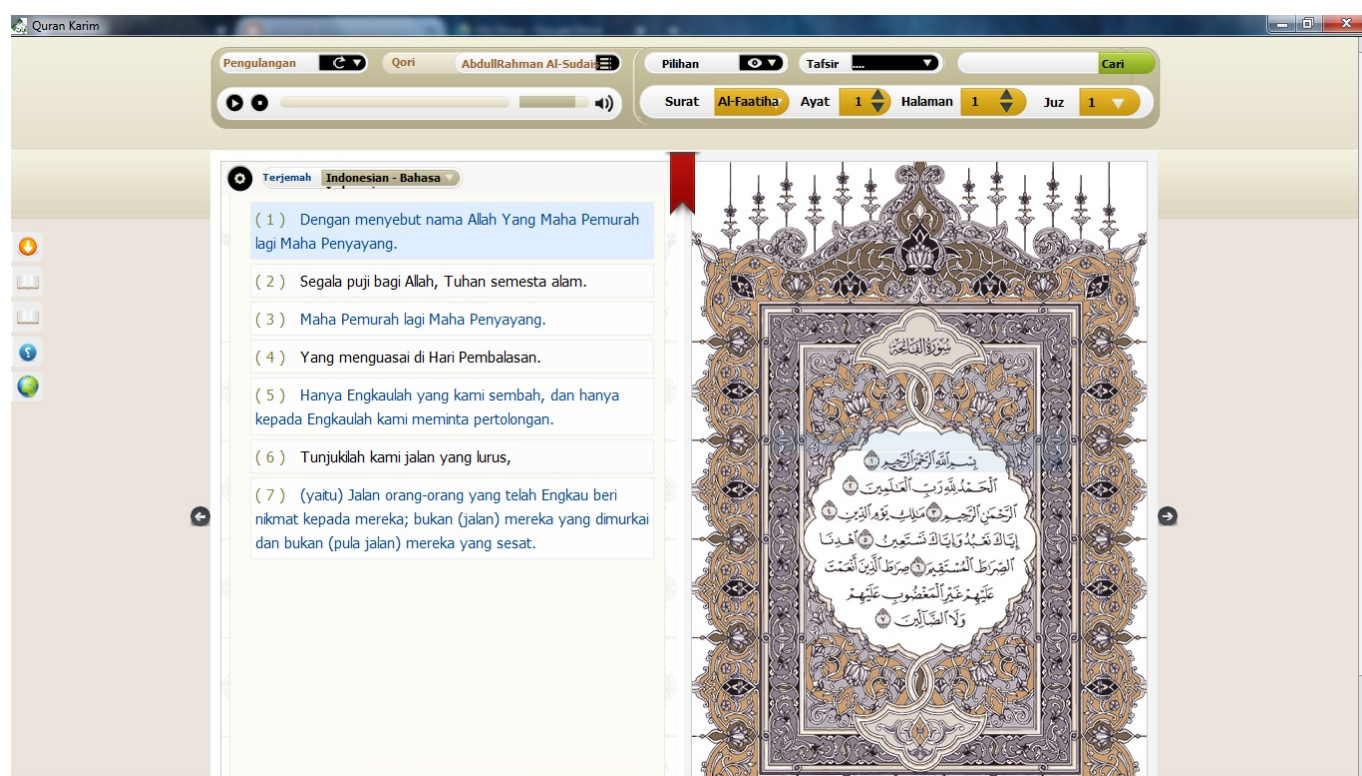 Quran Karim
Pengulangan Qori AbdullRahman Al-Sudais
Pilihan Tafsir .... Cari
Surat Al-Faatiha Ayat 1 Halaman 1 Juz 1
Terjemah Indonesian - Bahasa
( 1 ) Dengan menyebut nama Allah Yang Maha Pemurah
lagi Maha Penyayang.
( 2 ) Segala puji bagi Allah, Tuhan semesta alam.
( 3 ) Maha Pemurah lagi Maha Penyayang.
( 4 ) Yang menguasai di Hari Pembalasan.
( 5 ) Hanya Engkaulah yang kami sembah, dan hanya
kepada Engkaulah kami meminta pertolongan.
( 6 ) Tunjukilah kami jalan yang lurus,
( 7 ) (yaitu) Jalan orang-orang yang telah Engkau beri
nikmat kepada mereka; bukan (jalan) mereka yang dimurkai
dan bukan (pula jalan) mereka yang sesat.
سُورَةُ الفَاتِحَةِ
بِسْمِ اللَّهِ الرَّحْمَٰنِ الرَّحِيمِ ١
الْحَمْدُ لِلَّهِ رَبِّ الْعَٰلَمِينَ ٢
الرَّحْمَٰنِ الرَّحِيمِ ٣ مَٰلِكِ يَوْمِ الدِّينِ ٤
إِيَّاكَ نَعْبُدُ وَإِيَّاكَ نَسْتَعِينُ ٥ اهْدِنَا
الصِّرَٰطَ الْمُسْتَقِيمَ ٦ صِرَٰطَ الَّذِينَ أَنْعَمْتَ
عَلَيْهِمْ غَيْرِ الْمَغْضُوبِ عَلَيْهِمْ
وَلَا الضَّالِّينَ ٧